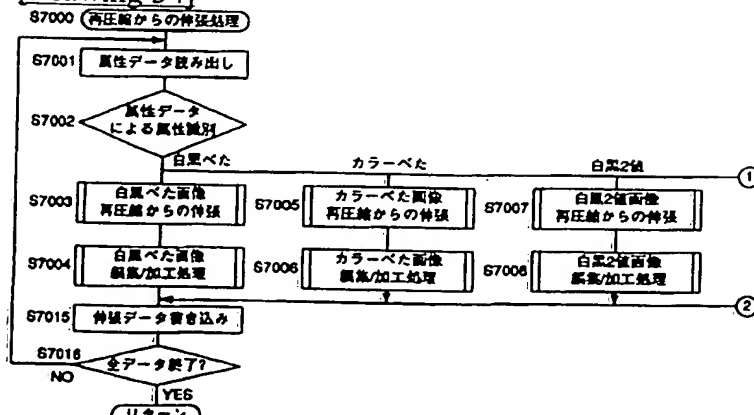 S7000 再圧縮からの伸張処理
S7001 属性データ読み出し
S7002 属性データ
による属性識別
白黒べた カラーべた 白黒2値 1
S7003 白黒べた画像
再圧縮からの伸張
S7005 カラーべた画像
再圧縮からの伸張
S7007 白黒2値画像
再圧縮からの伸張
S7004 白黒べた画像
編集/加工処理
S7006 カラーべた画像
編集/加工処理
S7008 白黒2値画像
編集/加工処理
2
S7015 伸張データ書き込み
S7016 全データ終了?
NO
YES
リターン